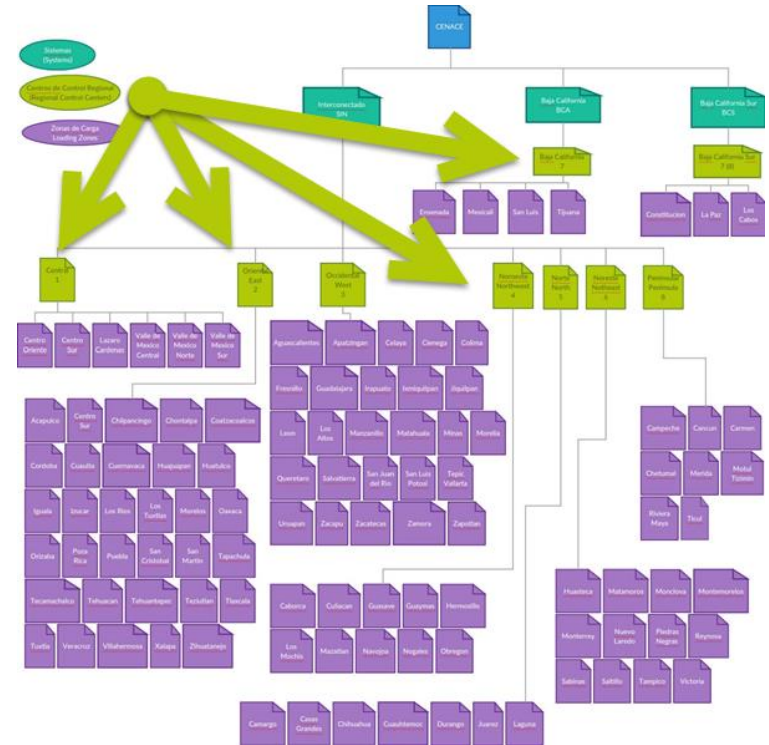 CENACE
Sistemas
(Systems)
Centros de Control Regional
(Regional Control Centers)
Zonas de Carga
Loading Zones
Interconectado
SIN
Baja California
BCA
Baja California Sur
BCS
Baja California
7
Baja California Sur
7 (8)
Ensenada
Mexicali
San Luis
Tijuana
Constitucion
La Paz
Los
Cabos
Central
1
Oriental
East
2
Occidental
West
3
Noroeste
Northwest
4
Norte
North
5
Noreste
6
Peninsular
Peninsula
8
Centro
Oriente
Centro
Sur
Lazaro
Cardenas
Valle de
Mexico
Central
Valle de
Mexico
Norte
Valle de
Mexico
Sur
Acapulco
Centro
Sur
Chilpancingo
Chontalpa
Coatzacoalcos
Cordoba
Cuautla
Cuernavaca
Huajuapan
Huatulco
Iguala
Izucar
Los Rios
Los
Tuxtlas
Morelos
Oaxaca
Orizaba
Poza
Rica
Puebla
San
Cristobal
San
Martin
Tapachula
Tecamachalco
Tehuacan
Tehuantepec
Teziutlan
Tlaxcala
Tuxtla
Veracruz
Villahermosa
Xalapa
Zihuatanejo
Aguascalientes
Apatzingan
Celaya
Cienega
Colima
Fresnillo
Guadalajara
Irapuato
Ixmiquilpan
Jiquilpan
Leon
Los
Altos
Manzanillo
Matehuala
Minas
Morelia
Queretaro
Salvatierra
San Juan
del Rio
San Luis
Potosi
Tepic
Vallarta
Uruapan
Zacapu
Zacatecas
Zamora
Zapotlan
Caborca
Culiacan
Guasave
Guaymas
Hermosillo
Los
Mochis
Mazatlan
Navojoa
Nogales
Obregon
Camargo
Casas
Grandes
Chihuahua
Cuauhtemoc
Durango
Juarez
Laguna
Huasteca
Matamoros
Monclova
Montemorelos
Monterrey
Nuevo
Laredo
Piedras
Negras
Reynosa
Sabinas
Saltillo
Tampico
Victoria
Campeche
Cancun
Carmen
Chetumal
Merida
Motul
Tizimin
Riviera
Maya
Ticul